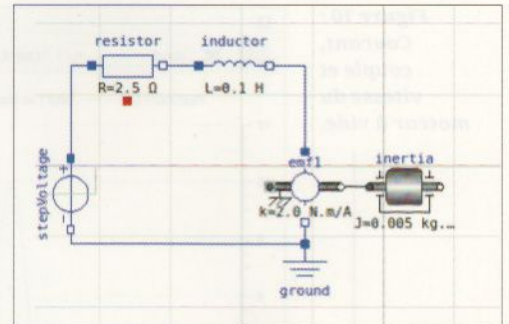 resistor
inductor
R=2.5 Ω
L=0.1 H
stepVoltage
+
-
emf1
inertia
k=2.0 N.m/A
J=0.005 kg....
ground
Figure 10 :
Courant,
couple et
vitesse du
moteur à vide.